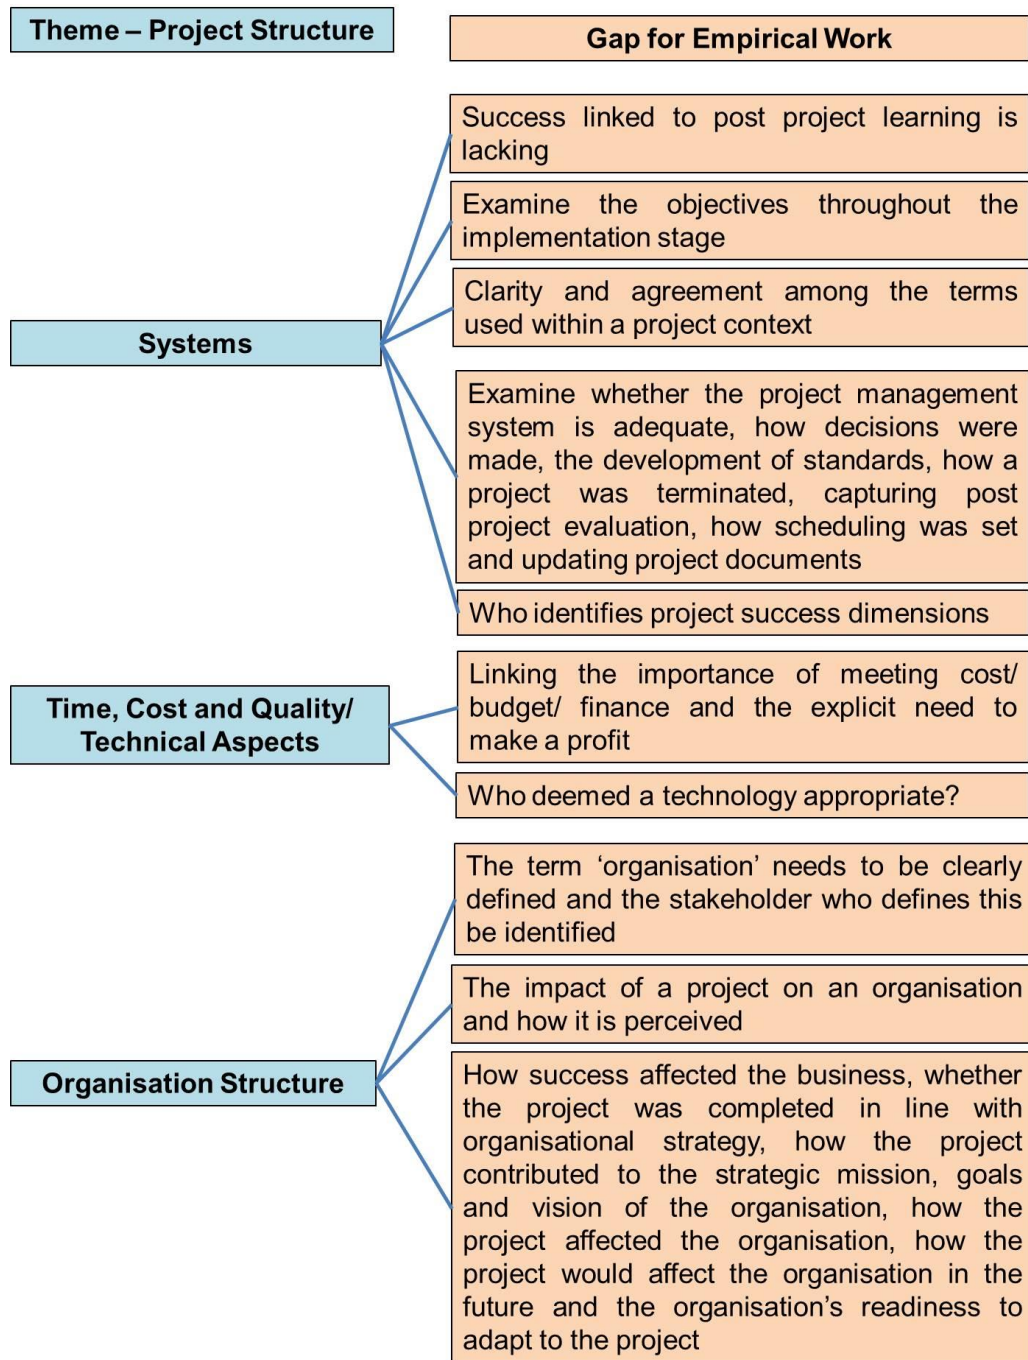 Theme – Project Structure
Gap for Empirical Work
Success linked to post project learning is
lacking
Examine the objectives throughout the
implementation stage
Clarity and agreement among the terms
used within a project context
Systems
Examine whether the project management
system is adequate, how decisions were
made, the development of standards, how a
project was terminated, capturing post
project evaluation, how scheduling was set
and updating project documents
Who identifies project success dimensions
Time, Cost and Quality/
Technical Aspects
Linking the importance of meeting cost/
budget/ finance and the explicit need to
make a profit
Who deemed a technology appropriate?
The term ‘organisation’ needs to be clearly
defined and the stakeholder who defines this
be identified
The impact of a project on an organisation
and how it is perceived
Organisation Structure
How success affected the business, whether
the project was completed in line with
organisational strategy, how the project
contributed to the strategic mission, goals
and vision of the organisation, how the
project affected the organisation, how the
project would affect the organisation in the
future and the organisation’s readiness to
adapt to the project